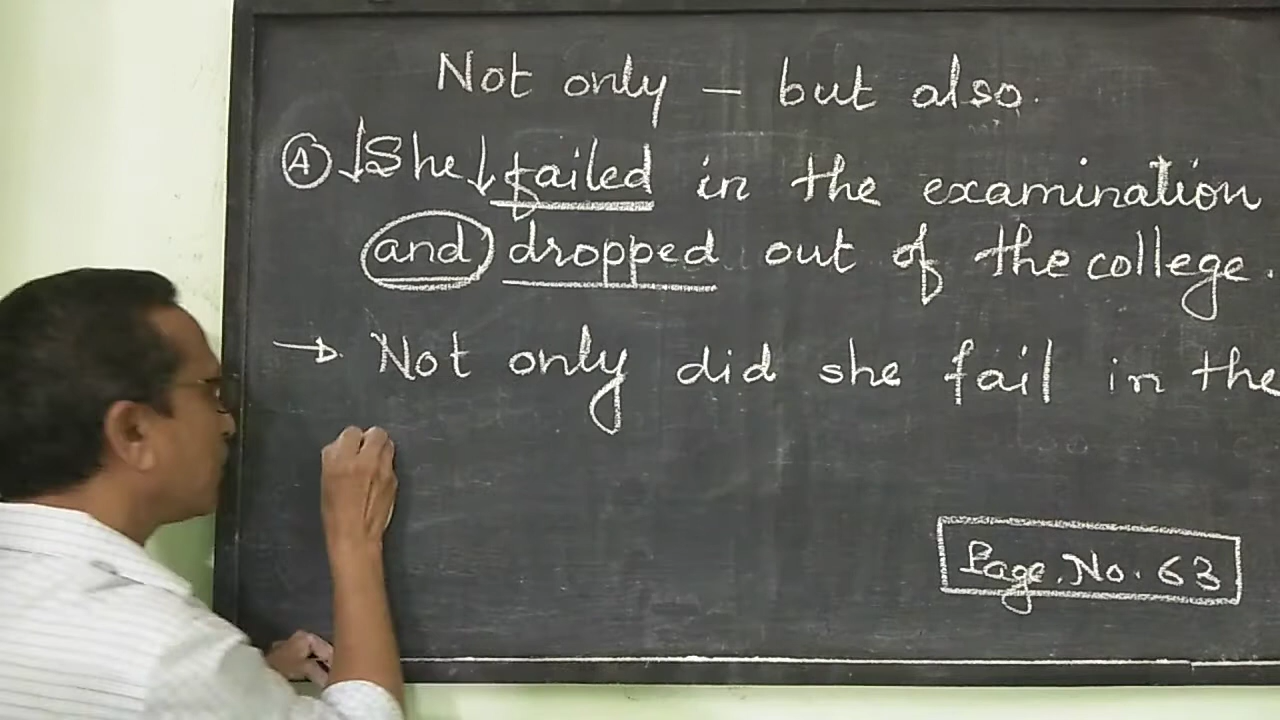 Not only – but also.
(A) ↓She↓ failed in the examination
and dropped out of the college.
→ Not only did she fail in the
Page. No. 63